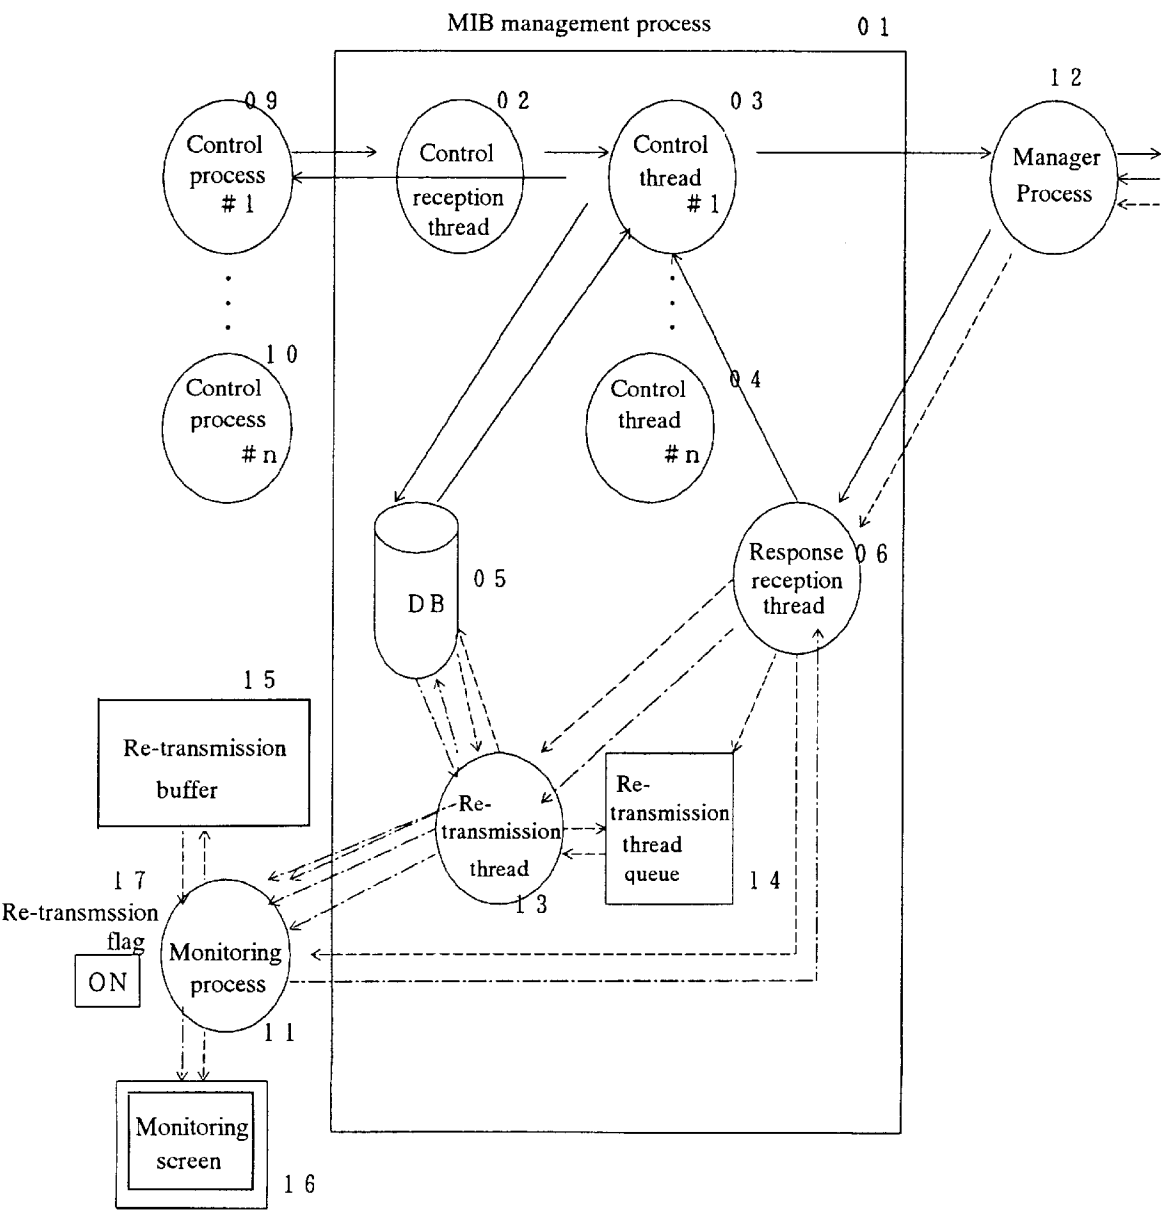 MIB management process
0 1
0 9
Control
process
#1
0 2
Control
reception
thread
0 3
Control
thread
#1
1 2
Manager
Process
1 0
Control
process
#n
0 4
Control
thread
#n
DB
0 5
Response
reception
thread
0 6
1 5
Re-transmission
buffer
Re-
transmission
thread
1 3
Re-
transmission
thread
queue
1 4
1 7
Re-transmssion
flag
ON
Monitoring
process
1 1
Monitoring
screen
1 6